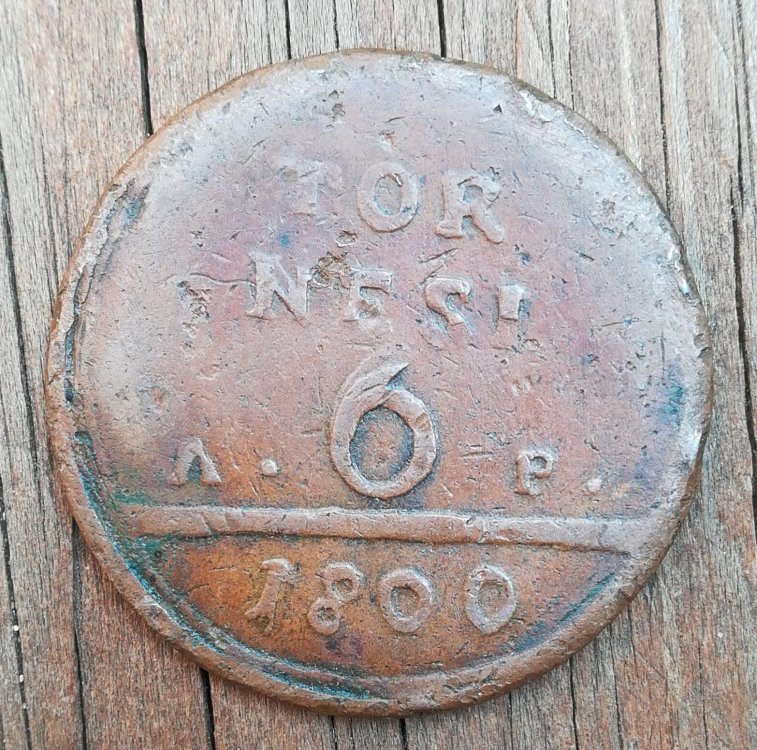 TOR
NESI
6
A. P.
1800